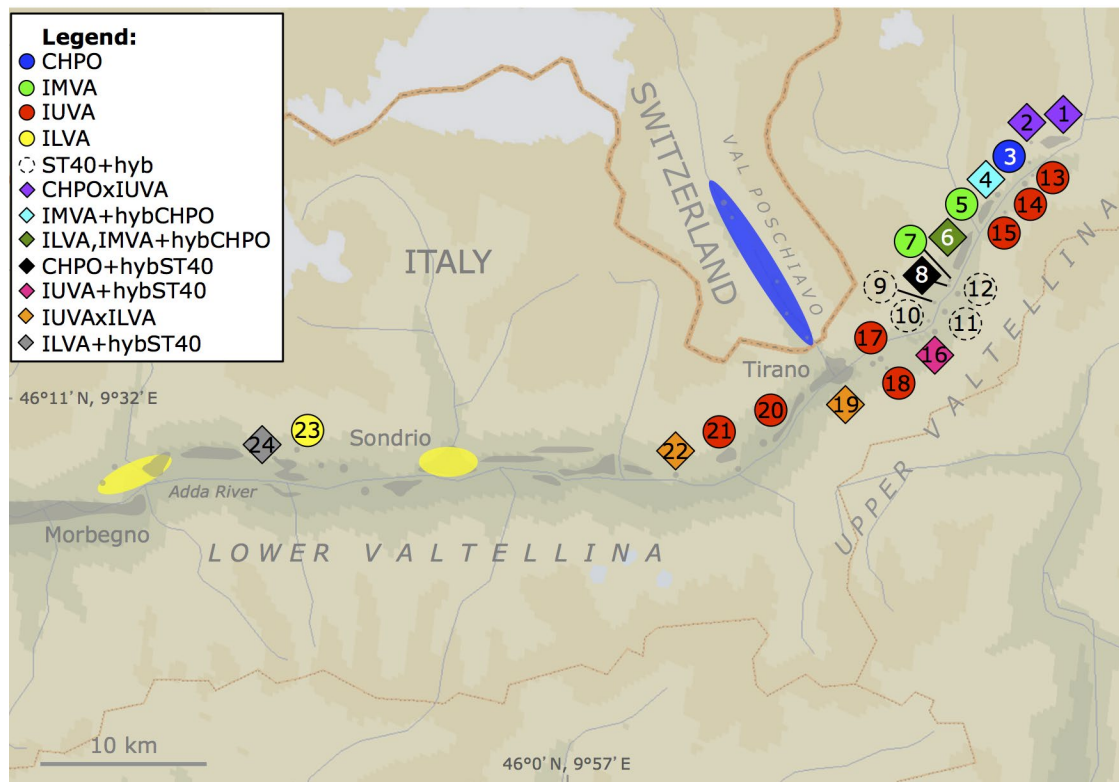 Legend:
CHPO
IMVA
IUVA
ILVA
ST40+hyb
CHPOxIUVA
IMVA+hybCHPO
ILVA,IMVA+hybCHPO
CHPO+hybST40
IUVA+hybST40
IUVAxILVA
ILVA+hybST40
SWITZERLAND
VAL POSCHIAVO
ITALY
1
2
3
4
5
6
7
8
9
10
11
12
13
14
15
16
17
18
19
20
21
22
23
24
Tirano
46°11′N, 9°32′E
Sondrio
Adda River
Morbegno
LOWER VALTELLINA
UPPER VALTELLINA
10 km
46°0′N, 9°57′E